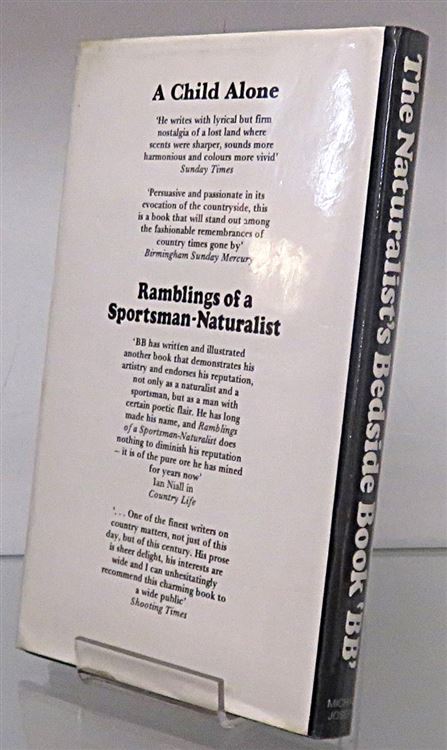 A Child Alone
'He writes with lyrical but firm
nostalgia of a lost land where
scents were sharper, sounds more
harmonious and colours more vivid'
Sunday Times
'Persuasive and passionate in its
evocation of the countryside, this
is a book that will stand out among
the fashionable remembrances of
country times gone by'
Birmingham Sunday Mercury
Ramblings of a
Sportsman-Naturalist
'BB has written and illustrated
another book that demonstrates his
artistry and endorses his reputation,
not only as a naturalist and a
sportsman, but as a man with
certain poetic flair. He has long
made his name, and Ramblings
of a Sportsman-Naturalist does
nothing to diminish his reputation
– it is of the pure ore he has mined
for years now'
Ian Niall in
Country Life
'. . . One of the finest writers on
country matters, not just of this
day, but of this century. His prose
is sheer delight, his interests are
wide and I can unhesitatingly
recommend this charming book to
a wide public'
Shooting Times
The Naturalist's Bedside Book 'BB'